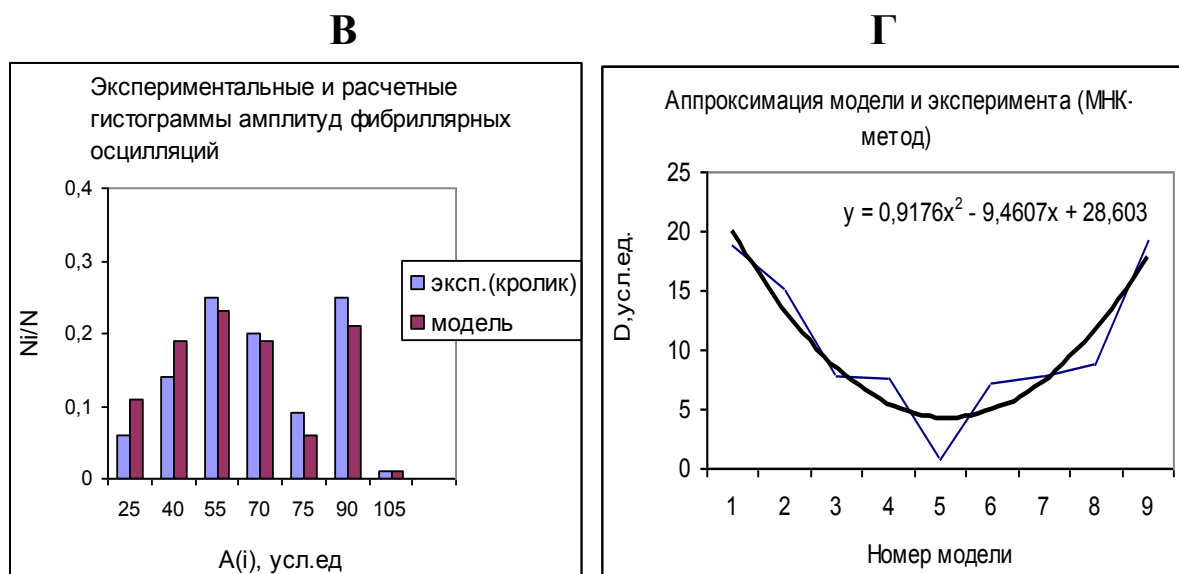 В
Экспериментальные и расчетные
гистограммы амплитуд фибриллярных
осцилляций
0,4
0,3
0,2
0,1
0
Ni/N
25 40 55 70 75 90 105
A(i), усл.ед
эксп.(кролик)
модель
Г
Аппроксимация модели и эксперимента (МНК-
метод)
y = 0,9176x² - 9,4607x + 28,603
25
20
15
10
5
0
D,усл.ед.
1 2 3 4 5 6 7 8 9
Номер модели